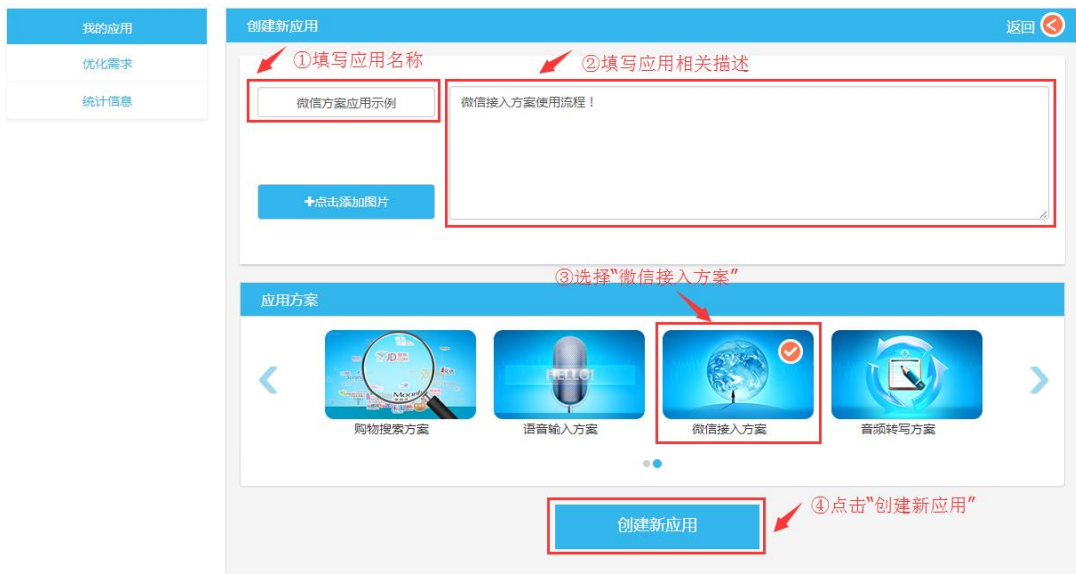 我的应用
优化需求
统计信息
创建新应用
返回
①填写应用名称
②填写应用相关描述
微信方案应用示例
微信接入方案使用流程！
+点击添加图片
③选择“微信接入方案”
应用方案
JD
Moon
HELLO!
购物搜索方案
语音输入方案
微信接入方案
音频转写方案
创建新应用
④点击“创建新应用”